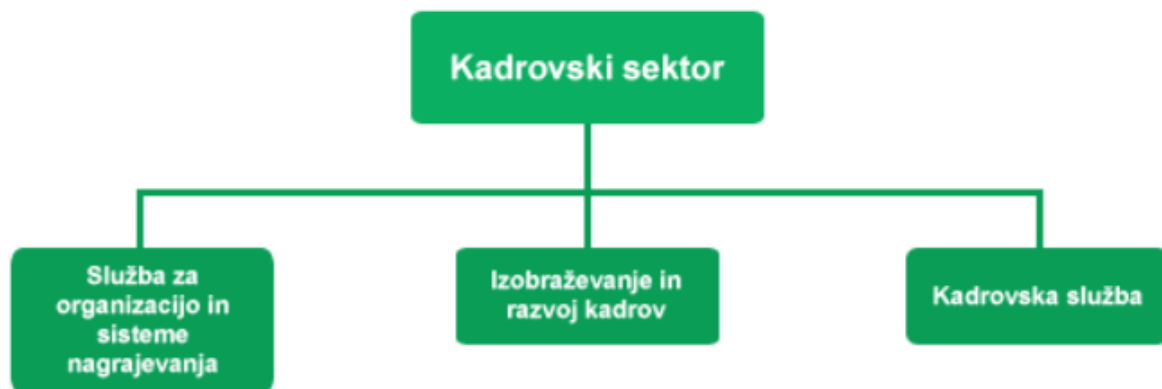 Kadrovski sektor
Služba za
organizacijo in
sisteme
nagrajevanja
Izobraževanje in
razvoj kadrov
Kadrovska služba